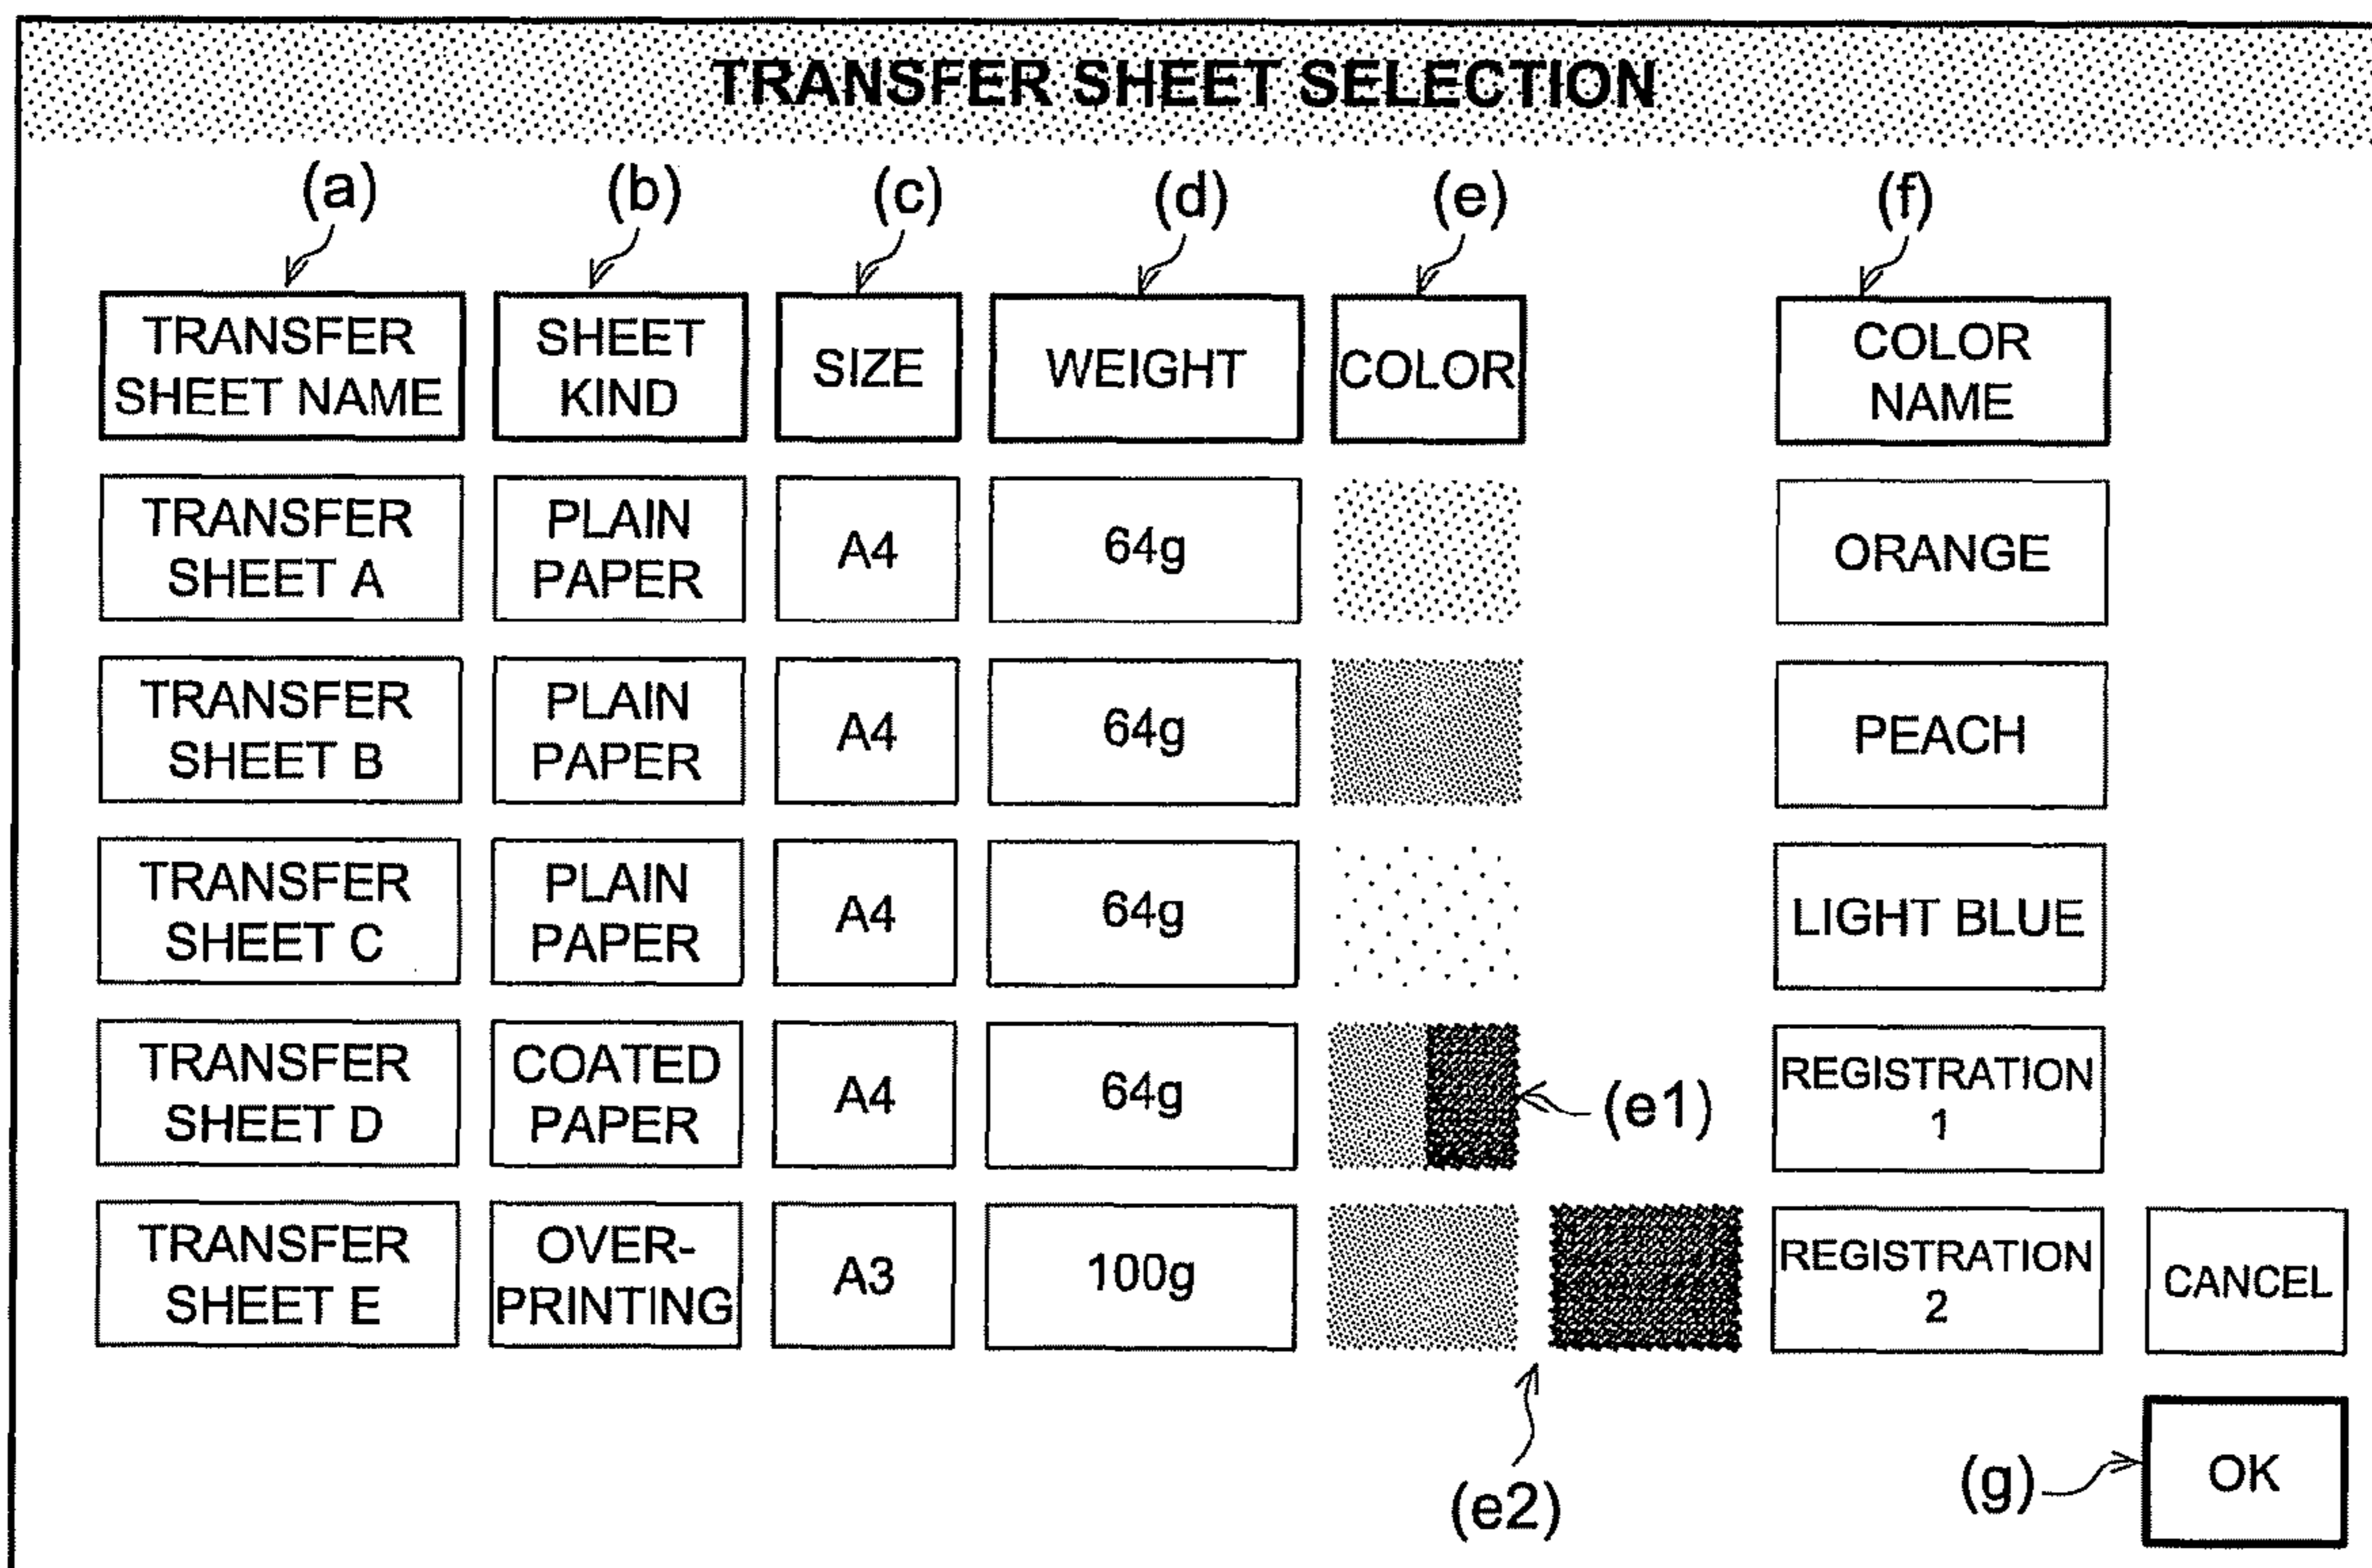 TRANSFER SHEET SELECTION
(a) (b) (c) (d) (e) (f)
TRANSFER SHEET NAME SHEET KIND SIZE WEIGHT COLOR COLOR NAME
TRANSFER SHEET A PLAIN PAPER A4 64g ORANGE
TRANSFER SHEET B PLAIN PAPER A4 64g PEACH
TRANSFER SHEET C PLAIN PAPER A4 64g LIGHT BLUE
TRANSFER SHEET D COATED PAPER A4 64g (e1) REGISTRATION 1
TRANSFER SHEET E OVER-PRINTING A3 100g REGISTRATION 2 CANCEL
(e2) (g) OK